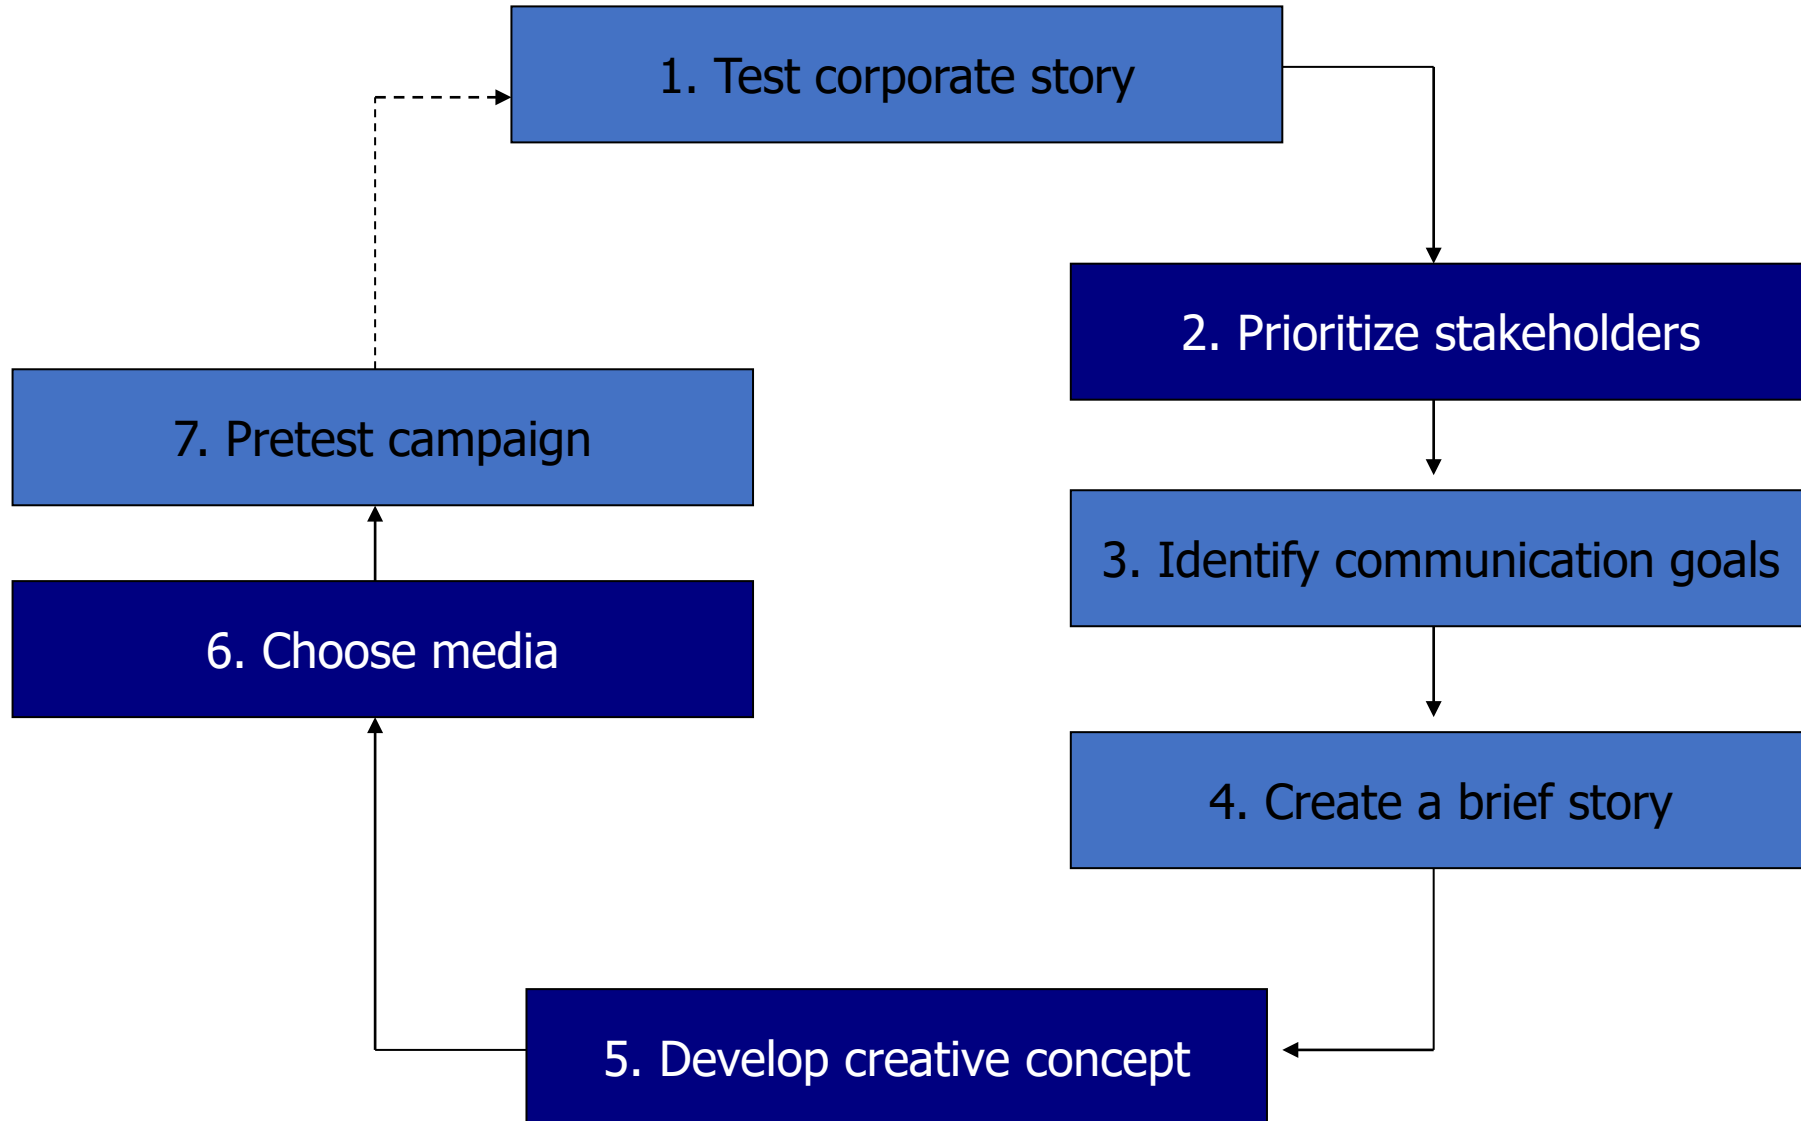 1. Test corporate story
2. Prioritize stakeholders
3. Identify communication goals
4. Create a brief story
5. Develop creative concept
6. Choose media
7. Pretest campaign